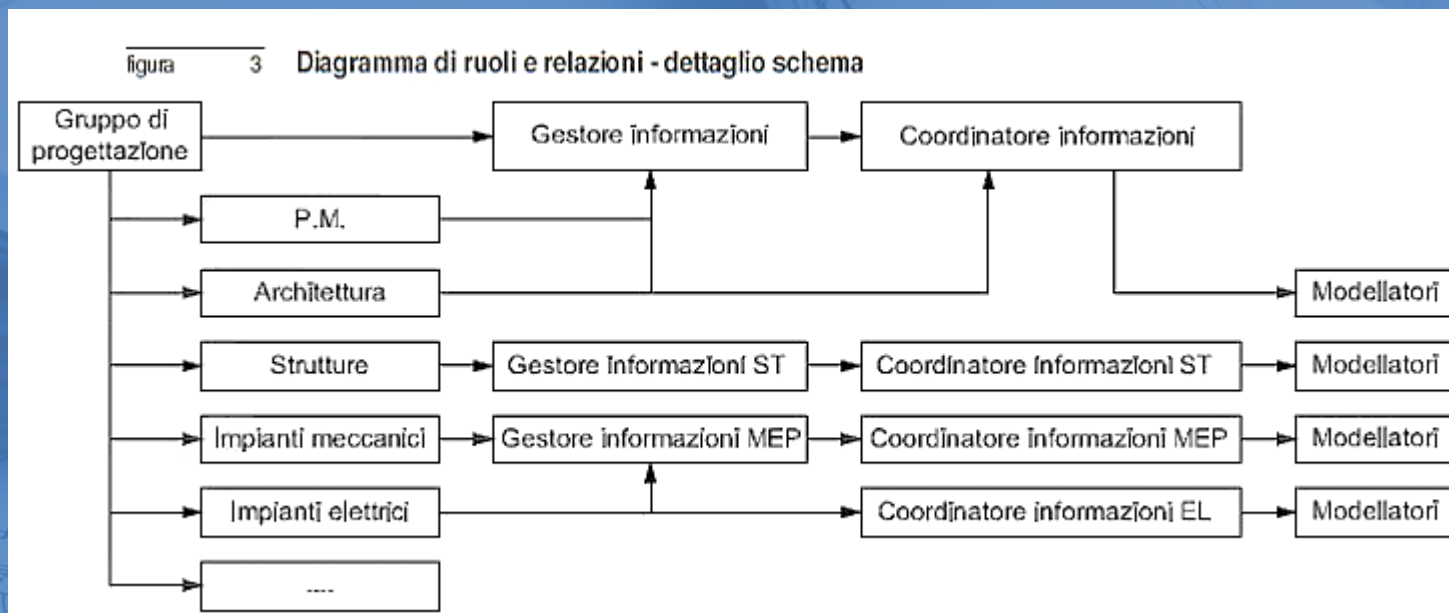 figura 3 Diagramma di ruoli e relazioni - dettaglio schema
Gruppo di
progettazione
Gestore informazioni
Coordinatore informazioni
P.M.
Architettura
Modellatori
Strutture
Gestore informazioni ST
Coordinatore informazioni ST
Modellatori
Impianti meccanici
Gestore informazioni MEP
Coordinatore informazioni MEP
Modellatori
Impianti elettrici
Coordinatore informazioni EL
Modellatori
....